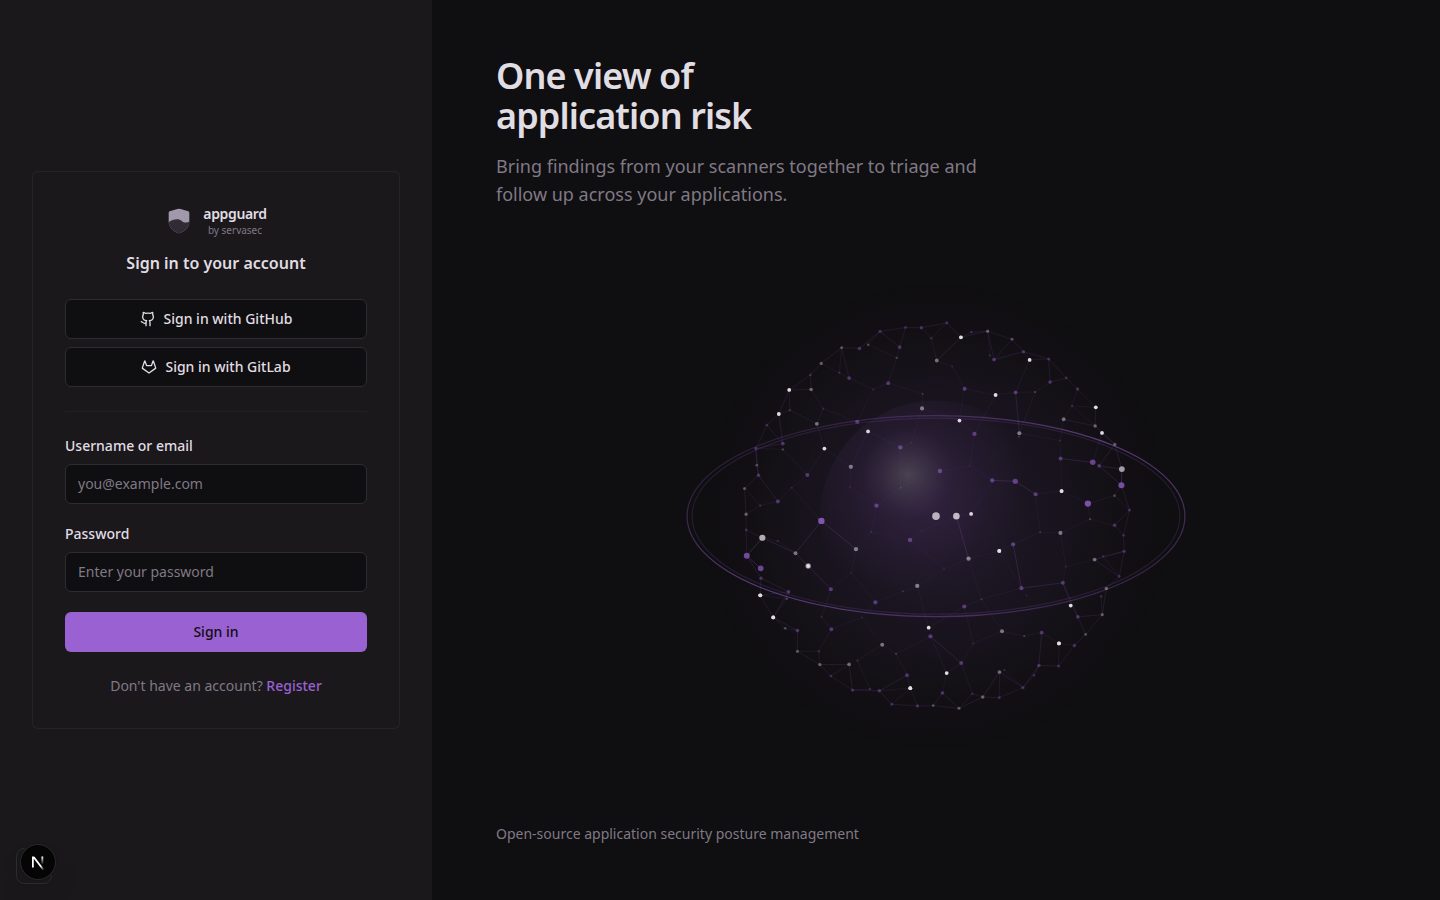 One view of
application risk
Bring findings from your scanners together to triage and
follow up across your applications.
appguard
by servasec
Sign in to your account
Sign in with GitHub
Sign in with GitLab
Username or email
you@example.com
Password
Enter your password
Sign in
Don't have an account? Register
Open-source application security posture management
N